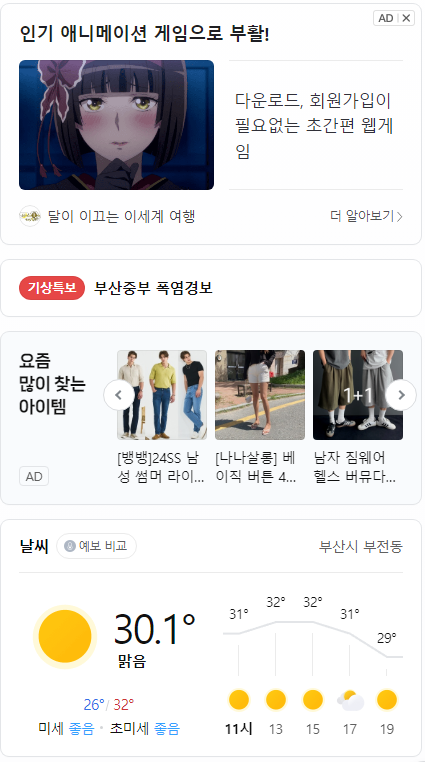 AD
인기 애니메이션 게임으로 부활!
다운로드, 회원가입이
필요없는 초간편 웹게
임
달이 이끄는 이세계 여행
더 알아보기
기상특보 부산중부 폭염경보
요즘
많이 찾는
아이템
AD
1+1
[뱅뱅]24SS 남
성 썸머 라이...
[나나살롱] 베
이직 버튼 4...
남자 짐웨어
헬스 버뮤다...
날씨 예보 비교 부산시 부전동
30.1°
맑음
26° / 32°
미세 좋음 · 초미세 좋음
31° 32° 32° 31° 29°
11시 13 15 17 19